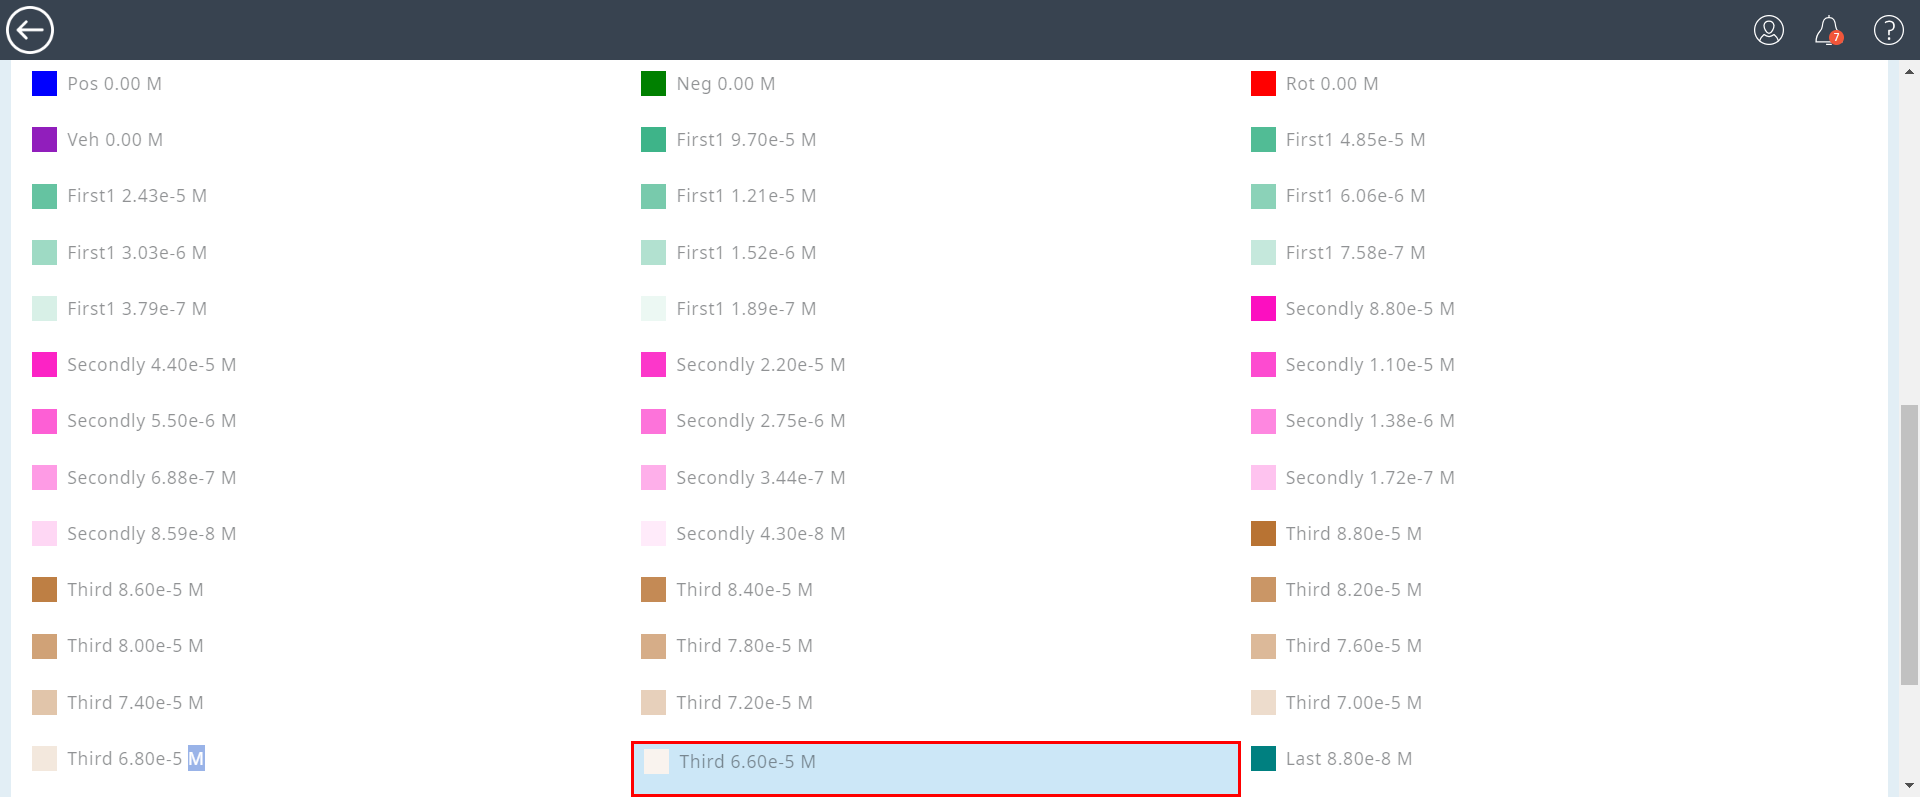 7
Pos 0.00 M
Neg 0.00 M
Rot 0.00 M
Veh 0.00 M
First1 9.70e-5 M
First1 4.85e-5 M
First1 2.43e-5 M
First1 1.21e-5 M
First1 6.06e-6 M
First1 3.03e-6 M
First1 1.52e-6 M
First1 7.58e-7 M
First1 3.79e-7 M
First1 1.89e-7 M
Secondly 8.80e-5 M
Secondly 4.40e-5 M
Secondly 2.20e-5 M
Secondly 1.10e-5 M
Secondly 5.50e-6 M
Secondly 2.75e-6 M
Secondly 1.38e-6 M
Secondly 6.88e-7 M
Secondly 3.44e-7 M
Secondly 1.72e-7 M
Secondly 8.59e-8 M
Secondly 4.30e-8 M
Third 8.80e-5 M
Third 8.60e-5 M
Third 8.40e-5 M
Third 8.20e-5 M
Third 8.00e-5 M
Third 7.80e-5 M
Third 7.60e-5 M
Third 7.40e-5 M
Third 7.20e-5 M
Third 7.00e-5 M
Third 6.80e-5 M
Third 6.60e-5 M
Last 8.80e-8 M